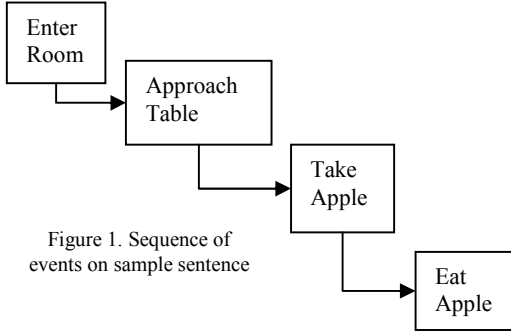 Enter
Room
Approach
Table
Take
Apple
Figure 1. Sequence of
events on sample sentence
Eat
Apple